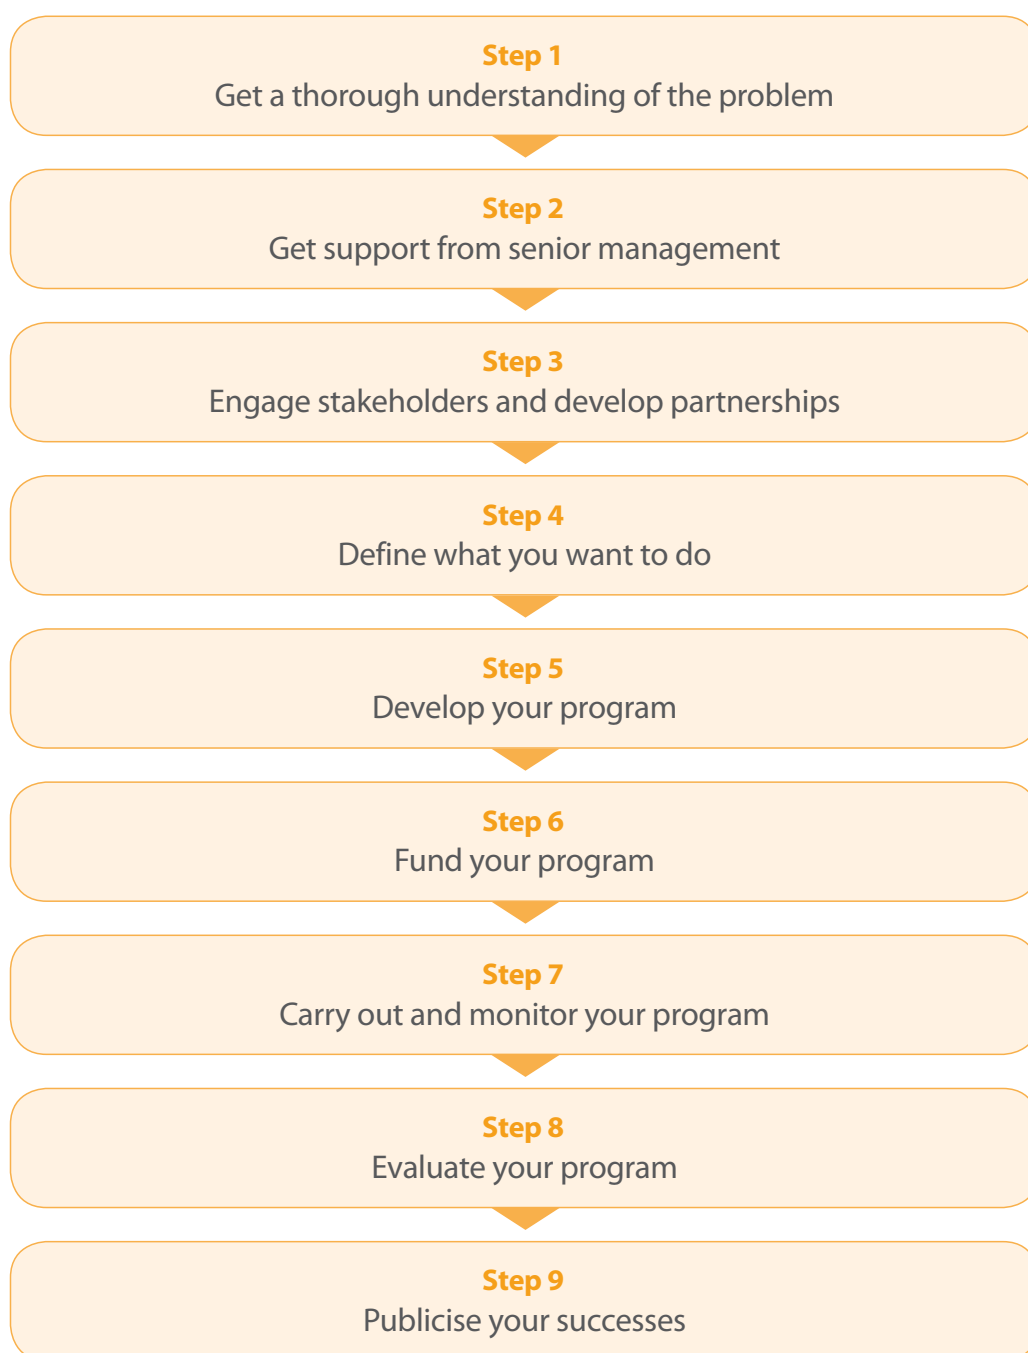 Step 1
Get a thorough understanding of the problem
Step 2
Get support from senior management
Step 3
Engage stakeholders and develop partnerships
Step 4
Define what you want to do
Step 5
Develop your program
Step 6
Fund your program
Step 7
Carry out and monitor your program
Step 8
Evaluate your program
Step 9
Publicise your successes